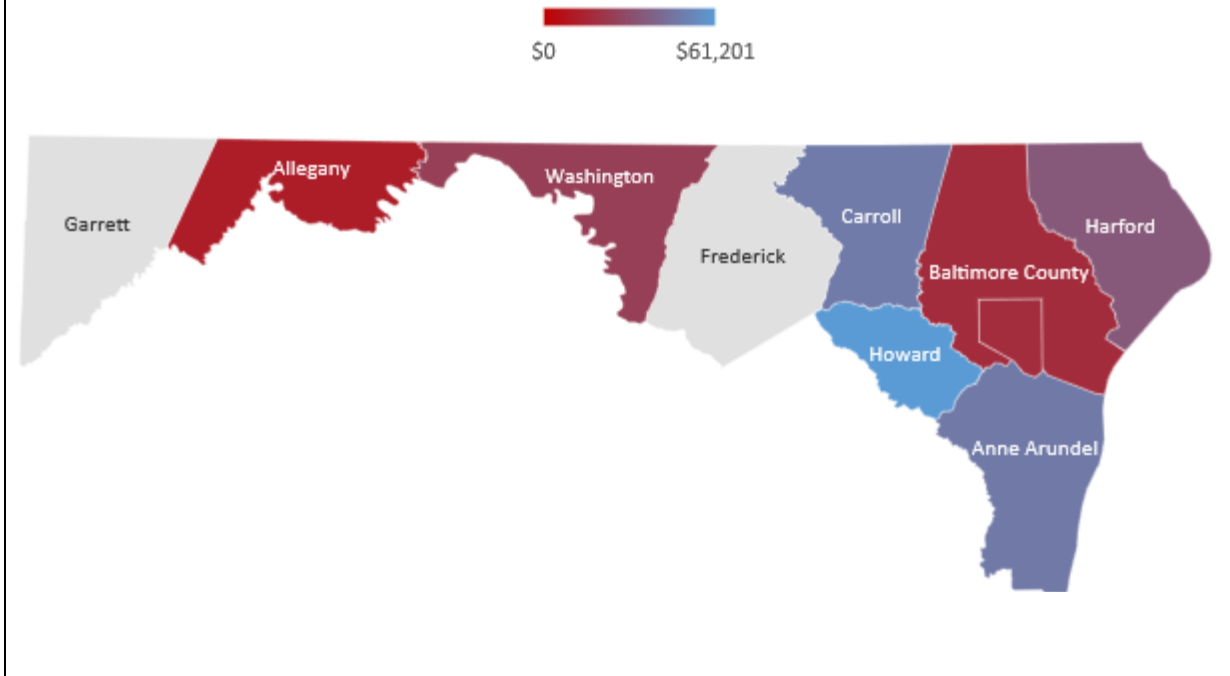 $0
$61,201
Allegany
Washington
Garrett
Carroll
Harford
Frederick
Baltimore County
Howard
Anne Arundel